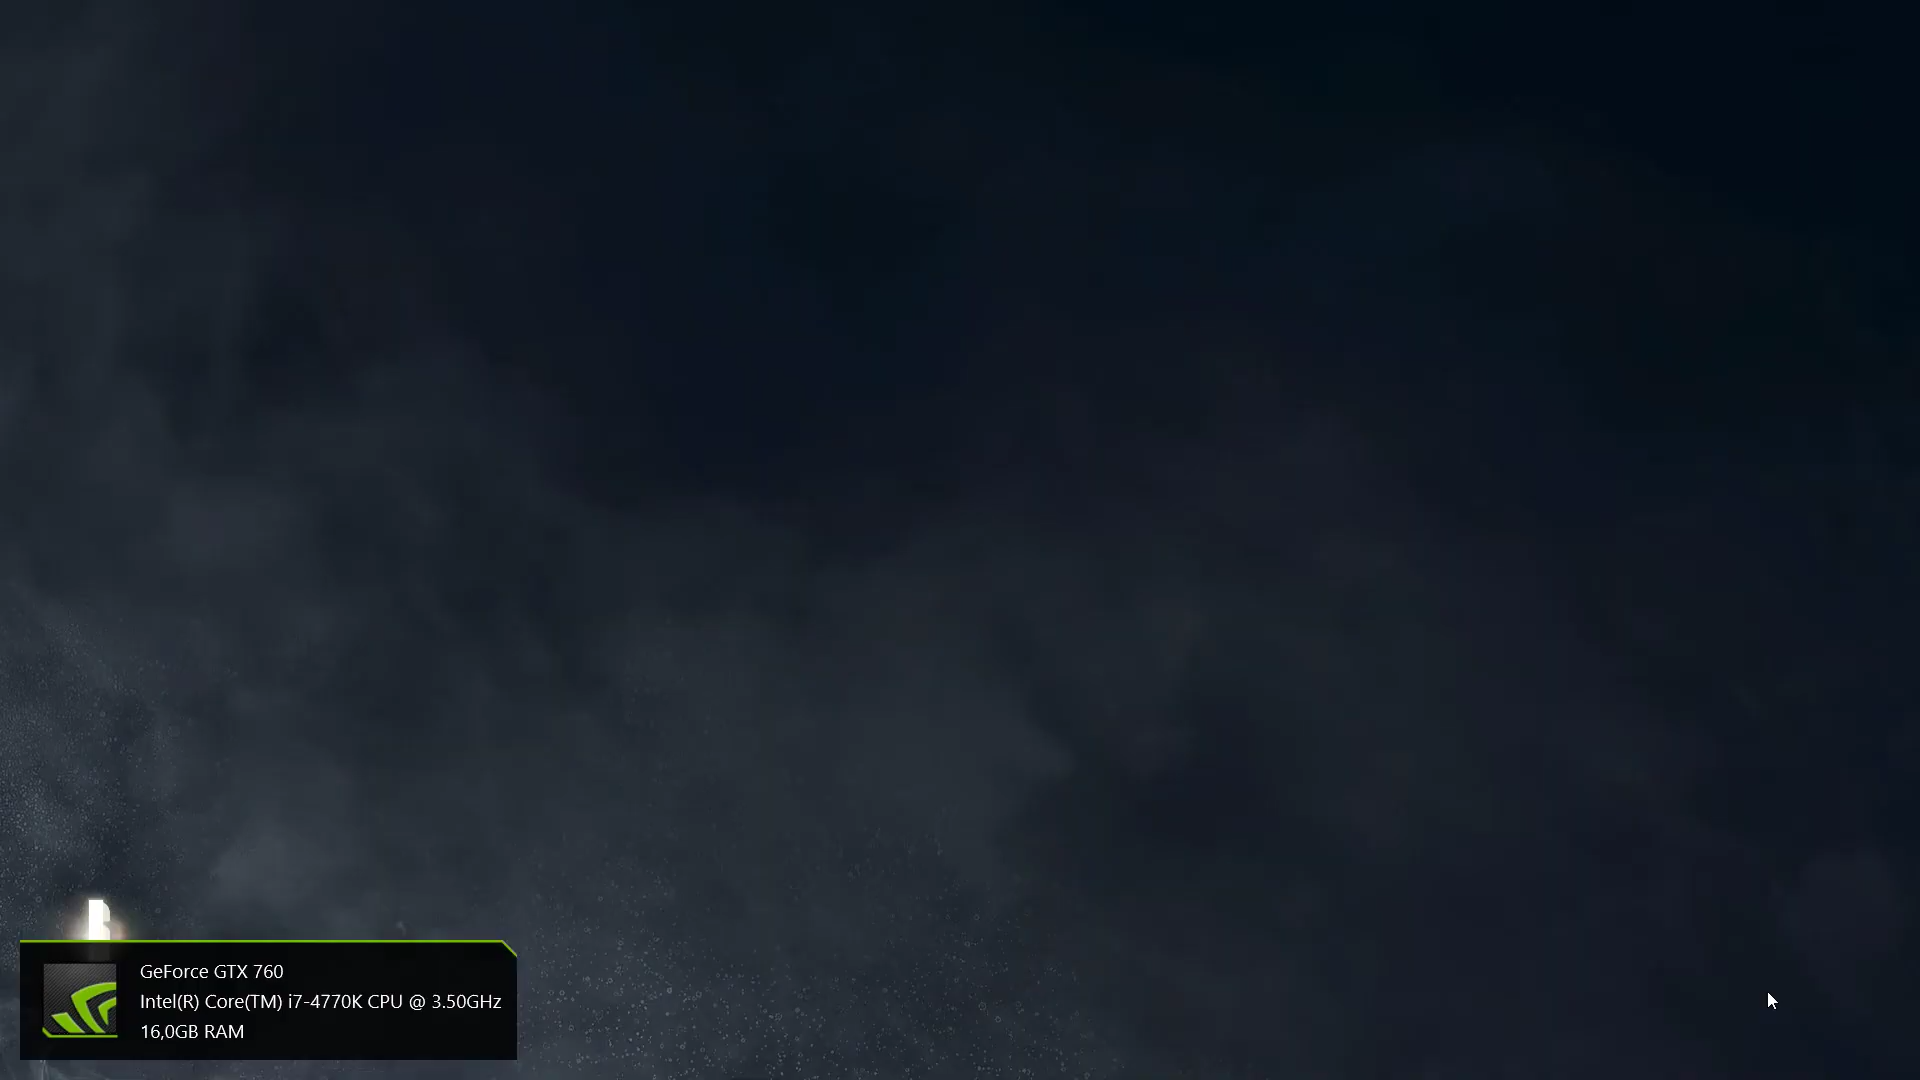 GeForce GTX 760
Intel(R) Core(TM) i7-4770K CPU @ 3.50GHz
16,0GB RAM